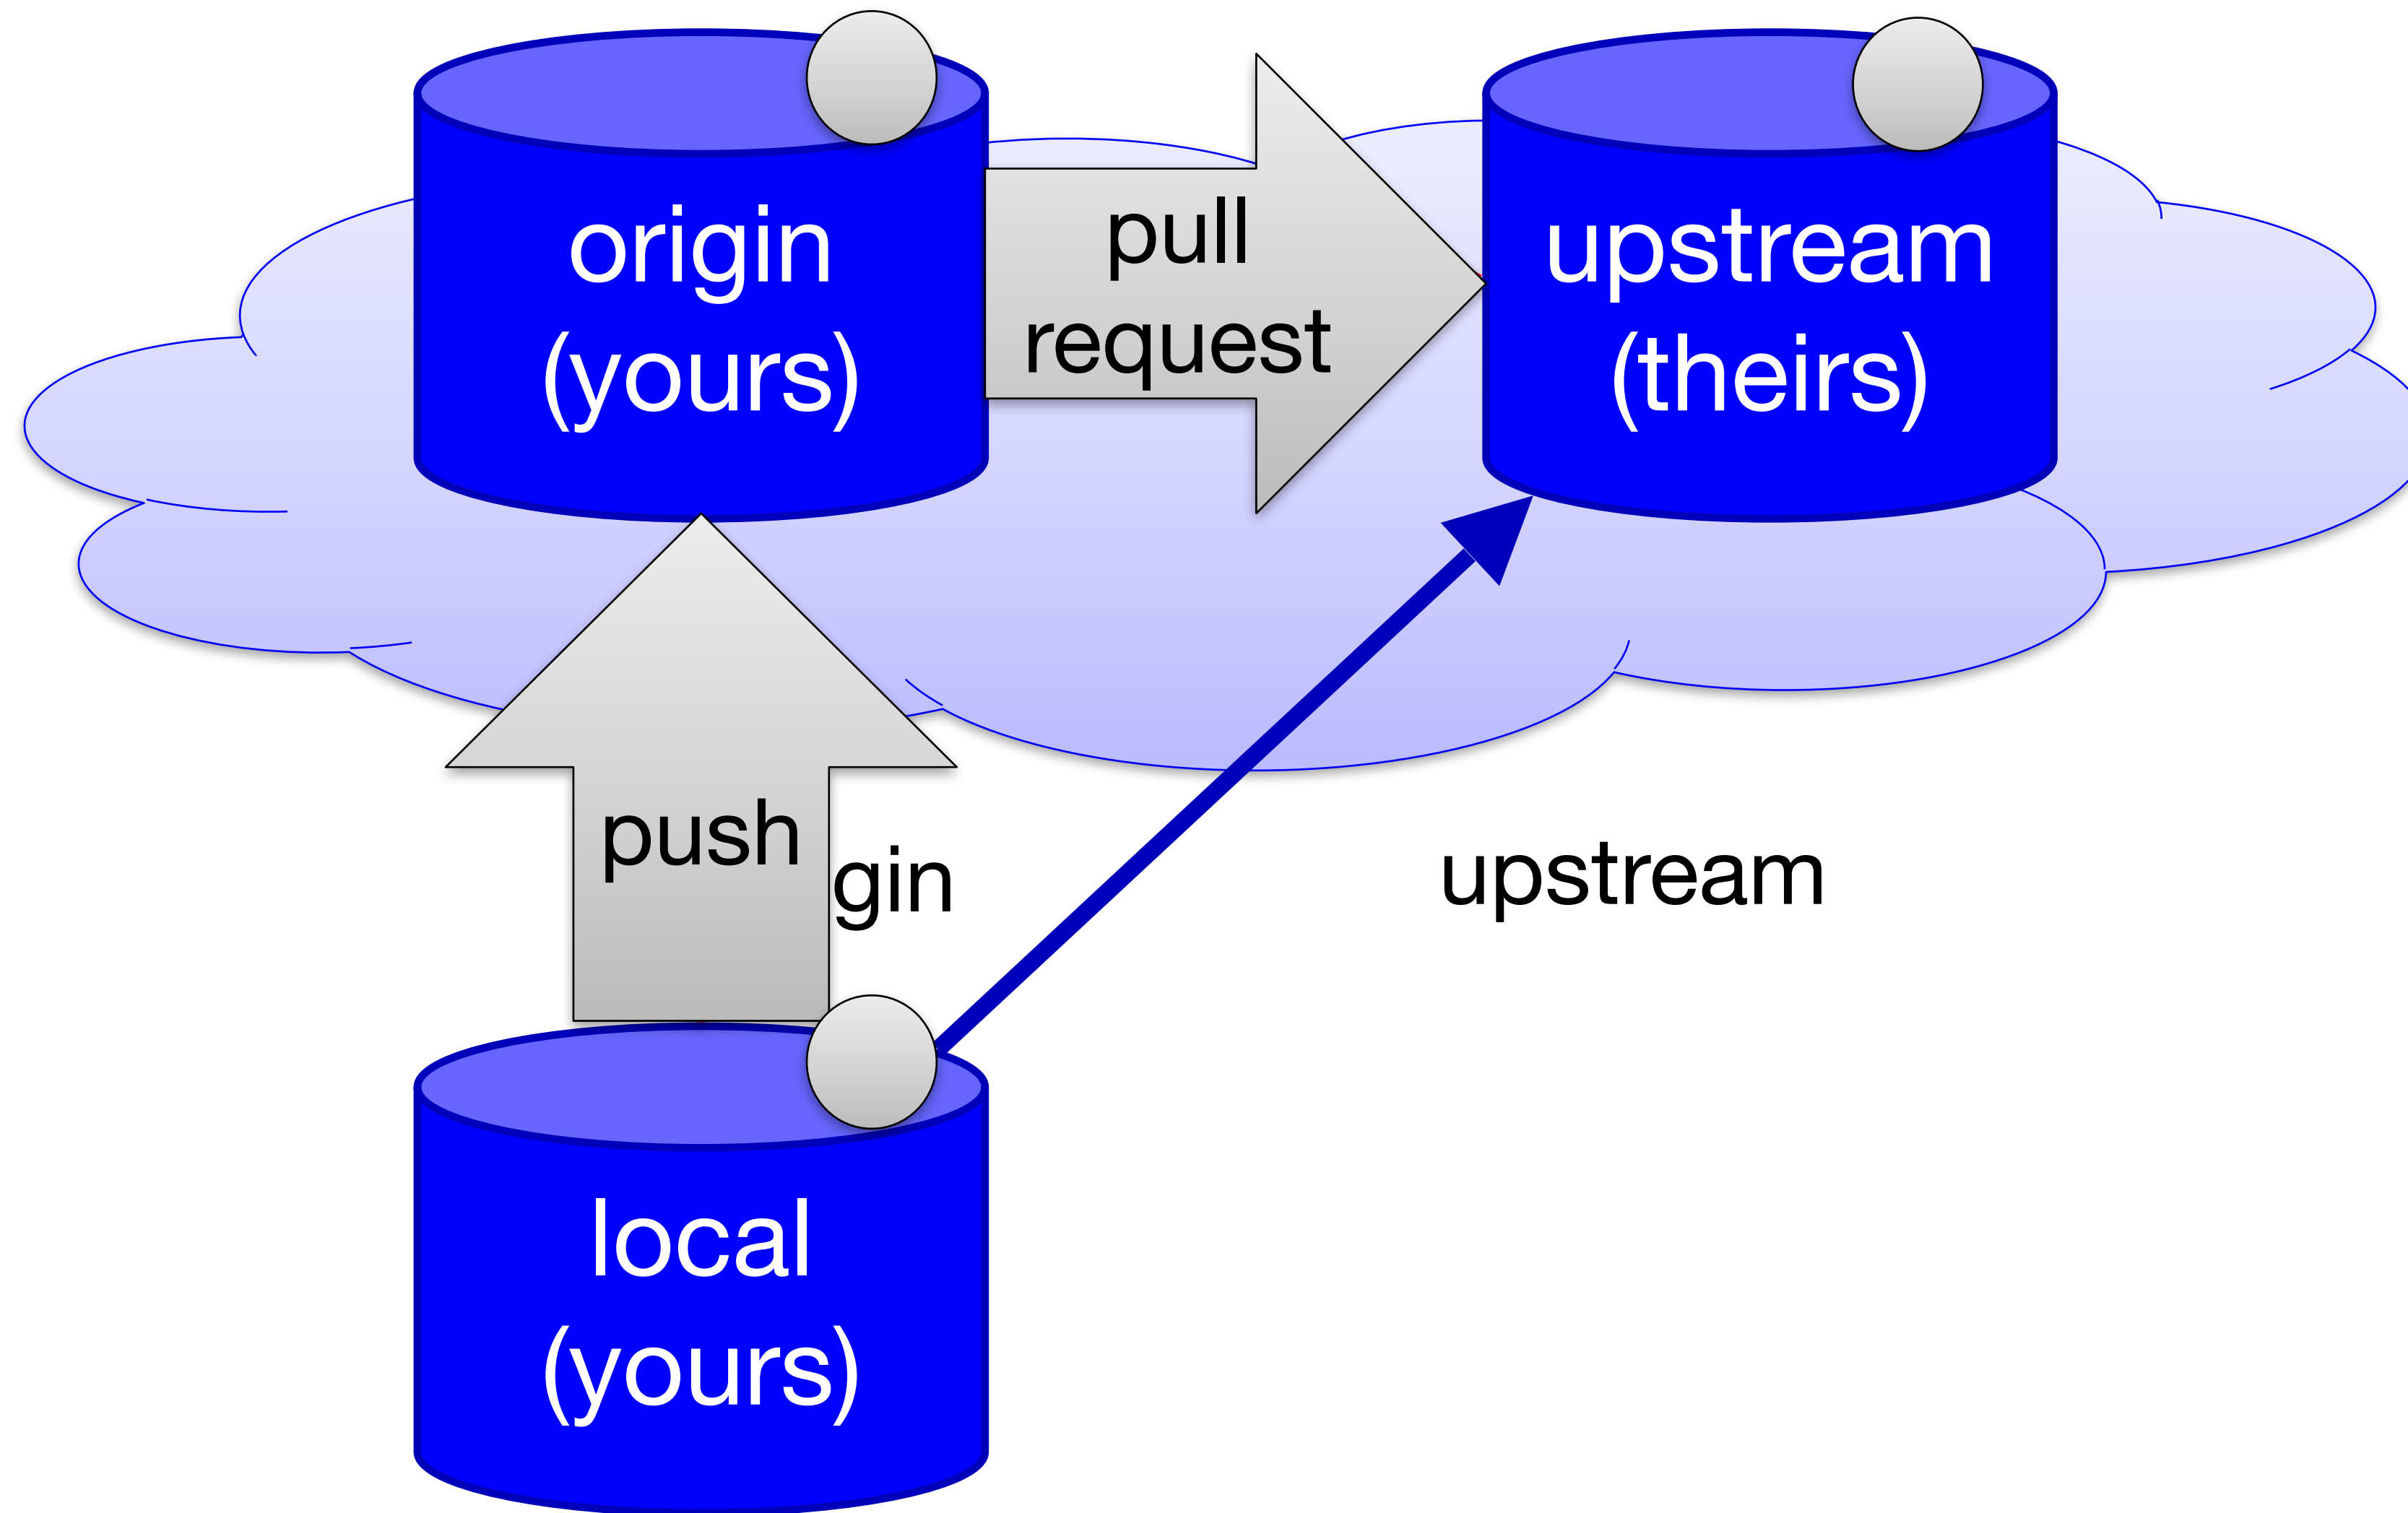 origin
(yours)
pull
request
upstream
(theirs)
push
gin
upstream
local
(yours)